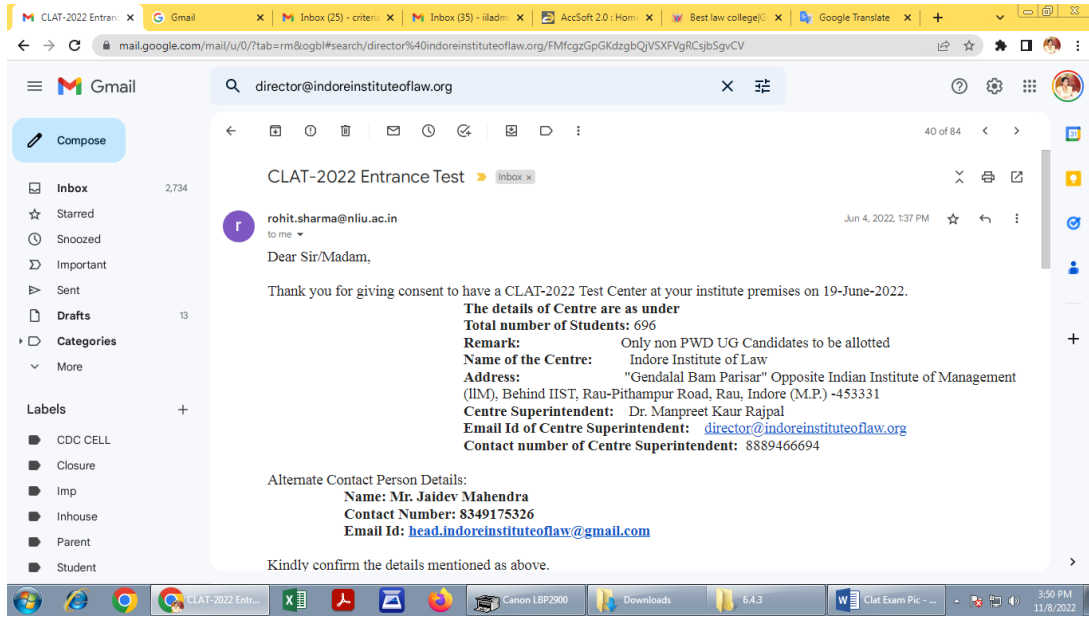 CLAT-2022 Entranc
Gmail
Inbox (25) - criteria
Inbox (35) - iiladm
AccSoft 2.0 : Home
Best law college|G
Google Translate
mail.google.com/mail/u/0/?tab=rm&ogbl#search/director%40indoreinstituteoflaw.org/FMfcgzGpGKdzgbQjVSXFVgRCsjbSgvCV
Gmail
director@indoreinstituteoflaw.org
Compose
40 of 84
31
CLAT-2022 Entrance Test Inbox x
Inbox 2,734
Starred
Snoozed
Important
Sent
Drafts 13
Categories
More
Labels
CDC CELL
Closure
Imp
Inhouse
Parent
Student
r
rohit.sharma@nliu.ac.in Jun 4, 2022, 1:37 PM
to me
Dear Sir/Madam,
Thank you for giving consent to have a CLAT-2022 Test Center at your institute premises on 19-June-2022.
The details of Centre are as under
Total number of Students: 696
Remark: Only non PWD UG Candidates to be allotted
Name of the Centre: Indore Institute of Law
Address: "Gendalal Bam Parisar" Opposite Indian Institute of Management
(IIM), Behind IIST, Rau-Pithampur Road, Rau, Indore (M.P.) -453331
Centre Superintendent: Dr. Manpreet Kaur Rajpal
Email Id of Centre Superintendent: director@indoreinstituteoflaw.org
Contact number of Centre Superintendent: 8889466694
Alternate Contact Person Details:
Name: Mr. Jaidev Mahendra
Contact Number: 8349175326
Email Id: head.indoreinstituteoflaw@gmail.com
Kindly confirm the details mentioned as above.
CLAT-2022 Entr...
Canon LBP2900
Downloads
6.4.3
Clat Exam Pic - ...
3:50 PM
11/8/2022